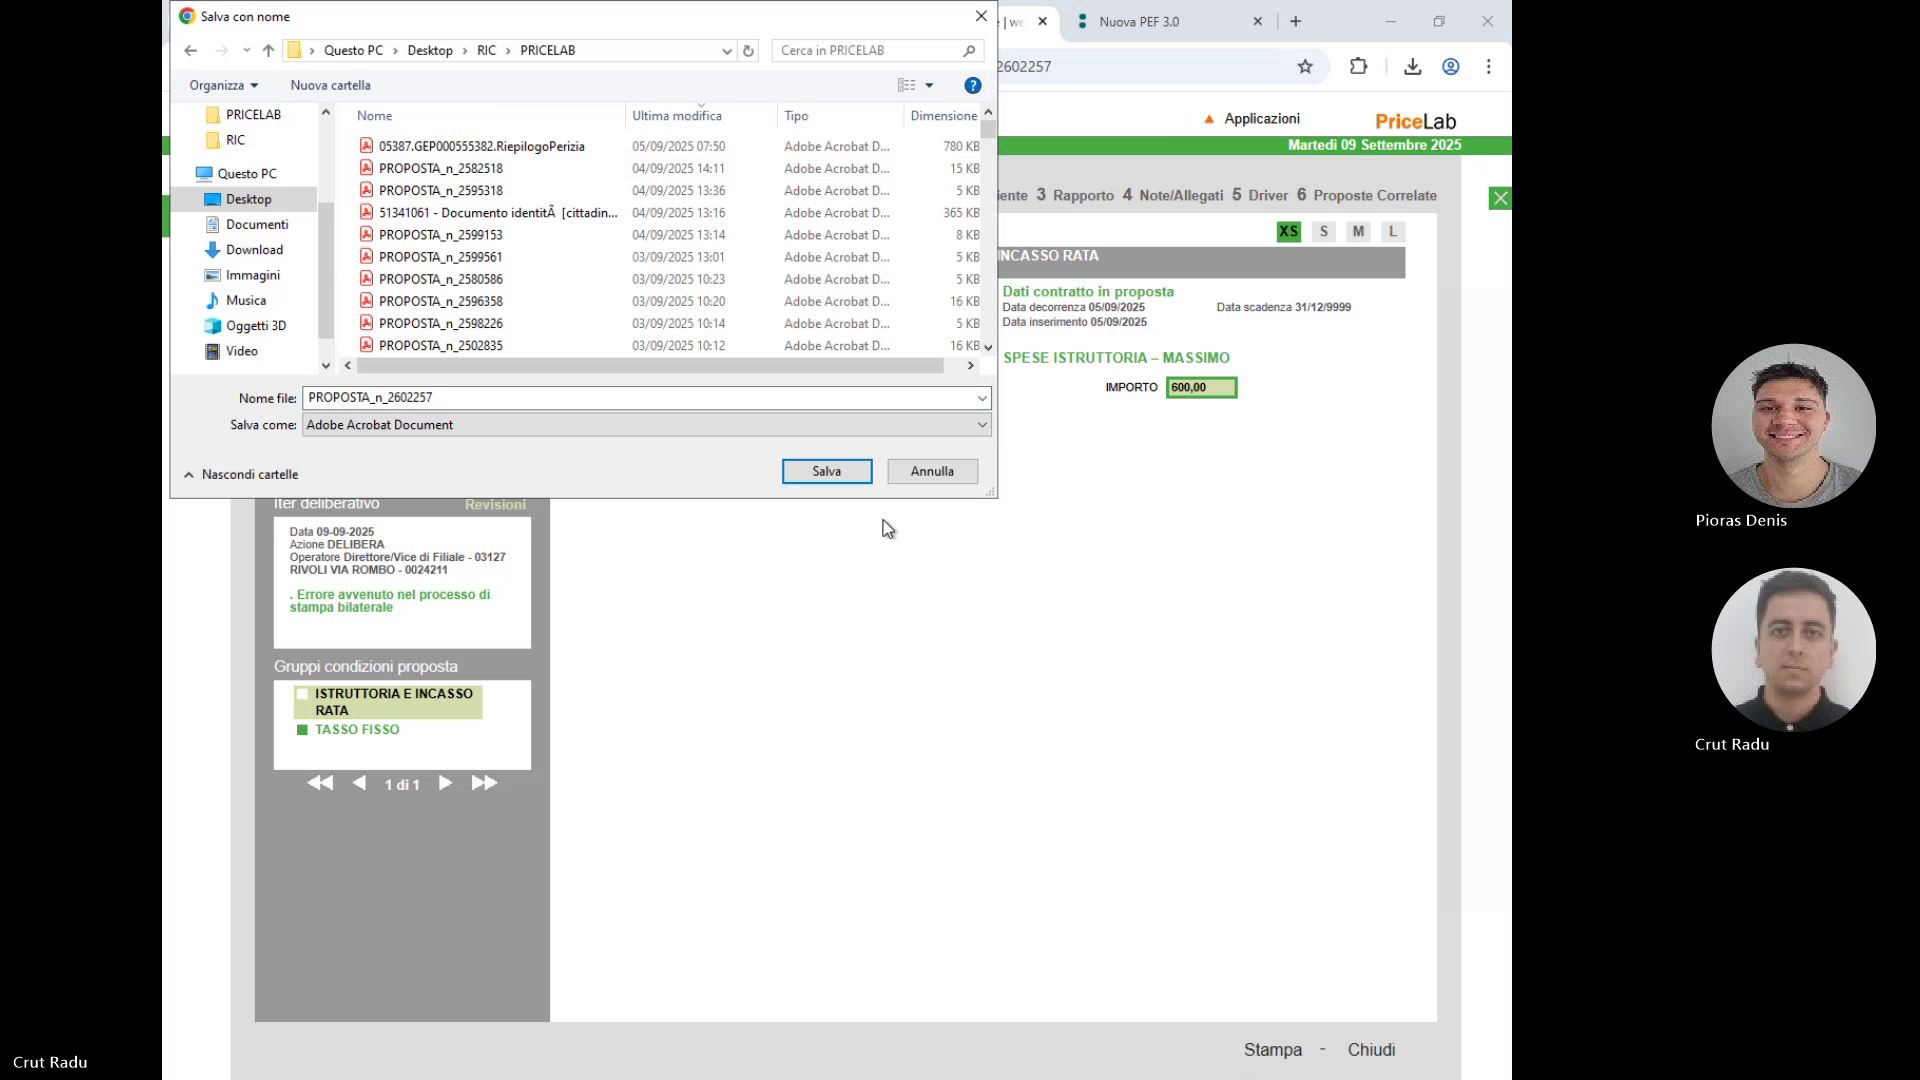 Salva con nome
Questo PC > Desktop > RIC > PRICELAB
Cerca in PRICELAB
Organizza
Nuova cartella
PRICELAB
RIC
Questo PC
Desktop
Documenti
Download
Immagini
Musica
Oggetti 3D
Video
Nome Ultima modifica Tipo Dimensione
05387.GEP000555382.RiepilogoPerizia 05/09/2025 07:50 Adobe Acrobat D... 780 KB
PROPOSTA_n_2582518 04/09/2025 14:11 Adobe Acrobat D... 15 KB
PROPOSTA_n_2595318 04/09/2025 13:36 Adobe Acrobat D... 5 KB
51341061 - Documento identitÃ [cittadin... 04/09/2025 13:16 Adobe Acrobat D... 365 KB
PROPOSTA_n_2599153 04/09/2025 13:14 Adobe Acrobat D... 8 KB
PROPOSTA_n_2599561 03/09/2025 13:01 Adobe Acrobat D... 5 KB
PROPOSTA_n_2580586 03/09/2025 10:23 Adobe Acrobat D... 5 KB
PROPOSTA_n_2596358 03/09/2025 10:20 Adobe Acrobat D... 16 KB
PROPOSTA_n_2598226 03/09/2025 10:14 Adobe Acrobat D... 5 KB
PROPOSTA_n_2502835 03/09/2025 10:12 Adobe Acrobat D... 16 KB
Nome file: PROPOSTA_n_2602257
Salva come: Adobe Acrobat Document
Nascondi cartelle
Salva
Annulla
| we
Nuova PEF 3.0
2602257
Applicazioni
PriceLab
Martedì 09 Settembre 2025
iente 3 Rapporto 4 Note/Allegati 5 Driver 6 Proposte Correlate
XS S M L
INCASSO RATA
Dati contratto in proposta
Data decorrenza 05/09/2025 Data scadenza 31/12/9999
Data inserimento 05/09/2025
SPESE ISTRUTTORIA – MASSIMO
IMPORTO 600,00
Iter deliberativo Revisioni
Data 09-09-2025
Azione DELIBERA
Operatore Direttore/Vice di Filiale - 03127
RIVOLI VIA ROMBO - 0024211
. Errore avvenuto nel processo di
stampa bilaterale
Gruppi condizioni proposta
ISTRUTTORIA E INCASSO
RATA
TASSO FISSO
1 di 1
Stampa - Chiudi
Pioras Denis
Crut Radu
Crut Radu